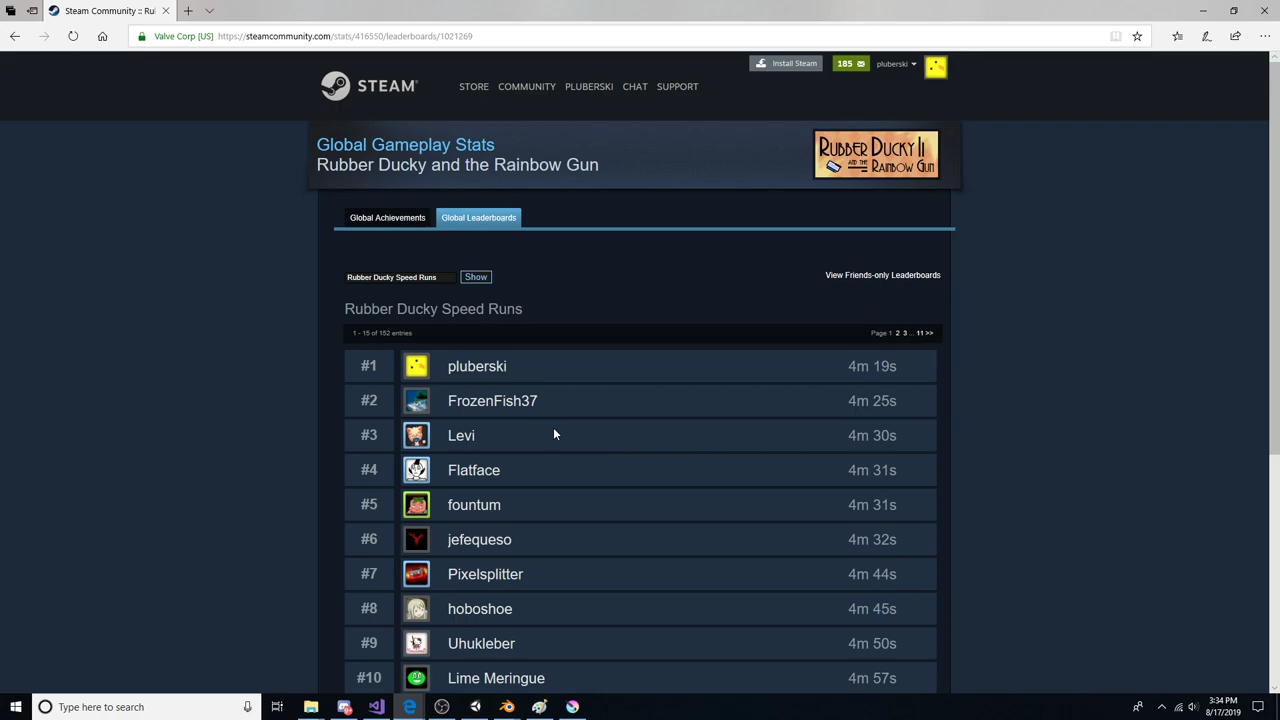 Steam Community :: Rul
Valve Corp [US] https://steamcommunity.com/stats/416550/leaderboards/1021269
Install Steam 185 pluberski
STEAM STORE COMMUNITY PLUBERSKI CHAT SUPPORT
Global Gameplay Stats
Rubber Ducky and the Rainbow Gun
RUBBER DUCKY II
AND THE RAINBOW GUN
Global Achievements Global Leaderboards
Rubber Ducky Speed Runs Show View Friends-only Leaderboards
Rubber Ducky Speed Runs
1 - 15 of 152 entries Page 1 2 3 ... 11 >>
#1 pluberski 4m 19s
#2 FrozenFish37 4m 25s
#3 Levi 4m 30s
#4 Flatface 4m 31s
#5 fountum 4m 31s
#6 jefequeso 4m 32s
#7 Pixelsplitter 4m 44s
#8 hoboshoe 4m 45s
#9 Uhukleber 4m 50s
#10 Lime Meringue 4m 57s
Type here to search
3:34 PM
8/17/2019